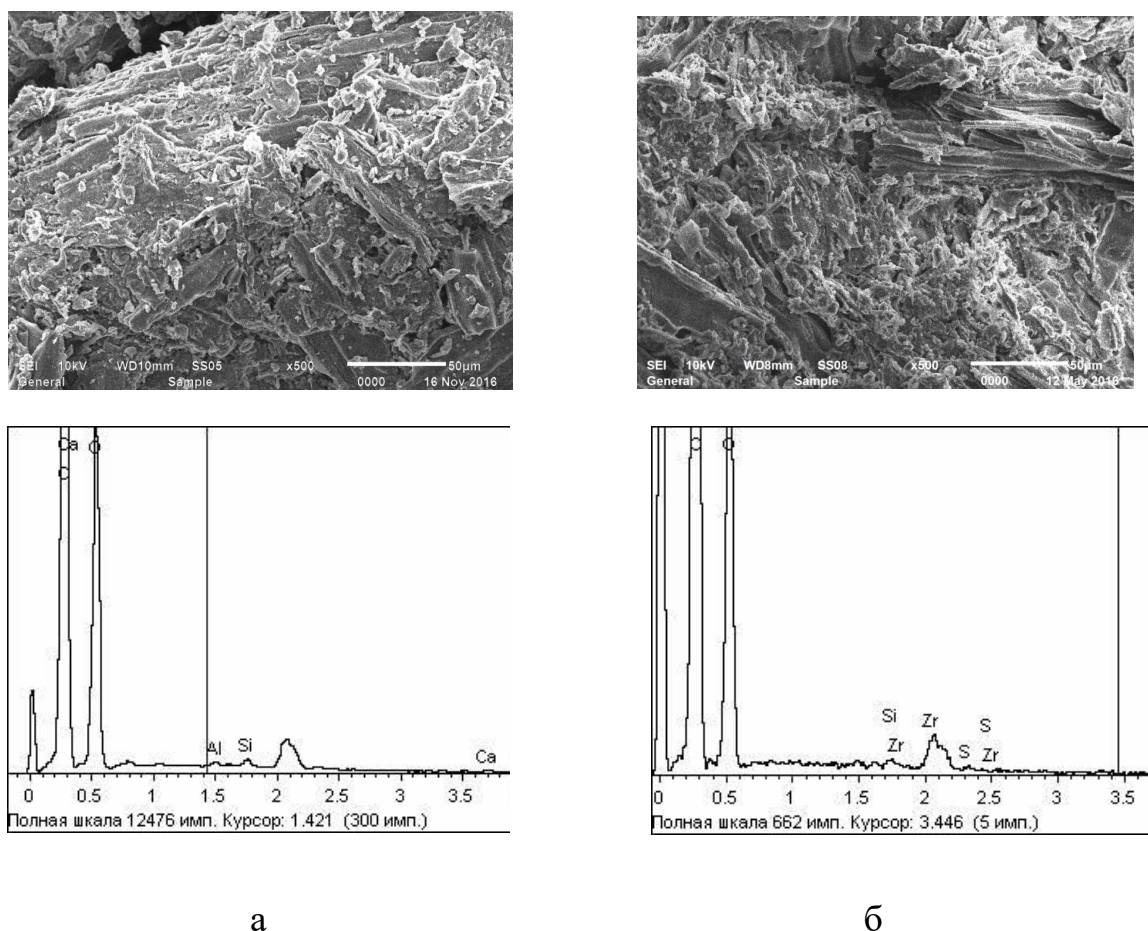 SEI 10kV WD10mm SS05 x500 50µm
General Sample 0000 16 Nov 2016
SEI 10kV WD8mm SS08 x500 50µm
General Sample 0000 12 May 2016
Ca O
C
Al Si Ca
0 0.5 1 1.5 2 2.5 3 3.5
Полная шкала 12476 имп. Курсор: 1.421 (300 имп.)
C O
Si Zr S
Zr S Zr
0 0.5 1 1.5 2 2.5 3 3.5
Полная шкала 662 имп. Курсор: 3.446 (5 имп.)
а б